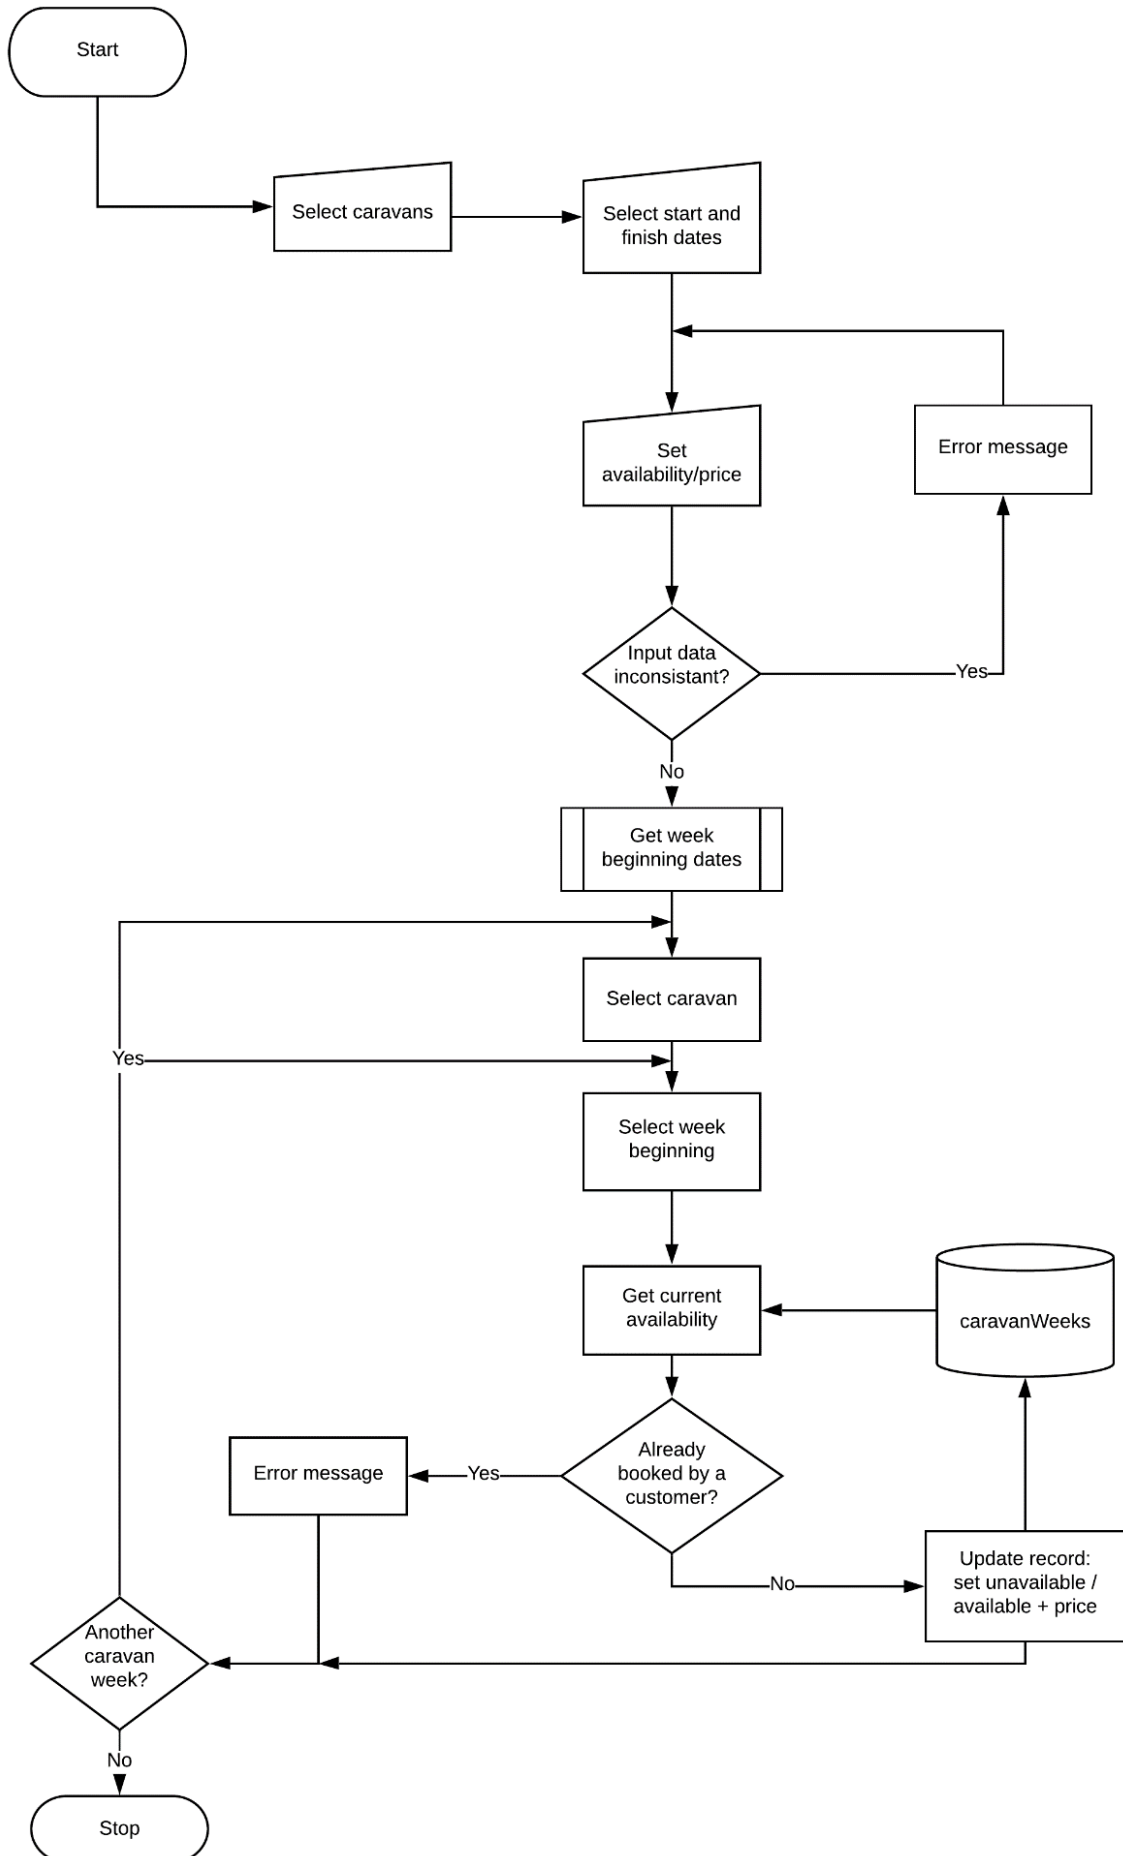 Start
Select caravans
Select start and
finish dates
Set
availability/price
Error message
Input data
inconsistant?
Yes
No
Get week
beginning dates
Select caravan
Yes
Select week
beginning
Get current
availability
caravanWeeks
Already
booked by a
customer?
Yes
Error message
No
Update record:
set unavailable /
available + price
Another
caravan
week?
No
Stop